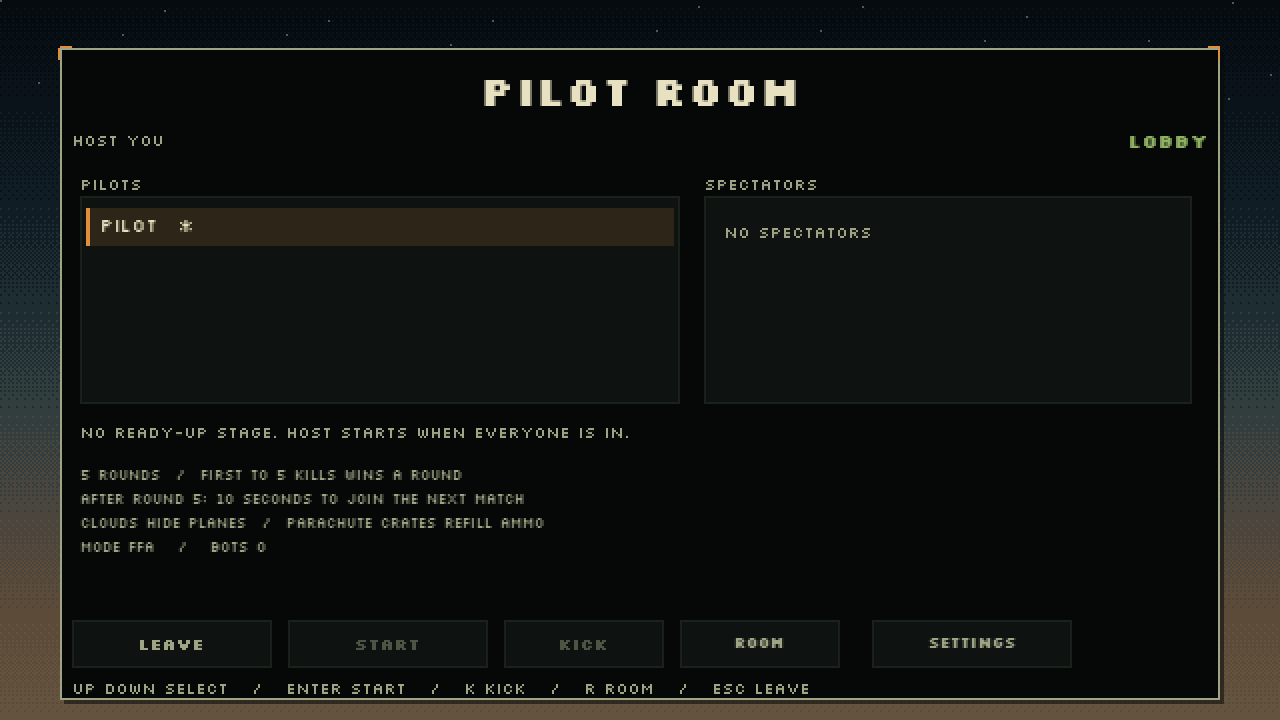 PILOT ROOM
HOST YOU
LOBBY
PILOTS
SPECTATORS
PILOT *
NO SPECTATORS
NO READY-UP STAGE. HOST STARTS WHEN EVERYONE IS IN.
5 ROUNDS / FIRST TO 5 KILLS WINS A ROUND
AFTER ROUND 5: 10 SECONDS TO JOIN THE NEXT MATCH
CLOUDS HIDE PLANES / PARACHUTE CRATES REFILL AMMO
MODE FFA / BOTS 0
LEAVE
START
KICK
ROOM
SETTINGS
UP DOWN SELECT / ENTER START / K KICK / R ROOM / ESC LEAVE